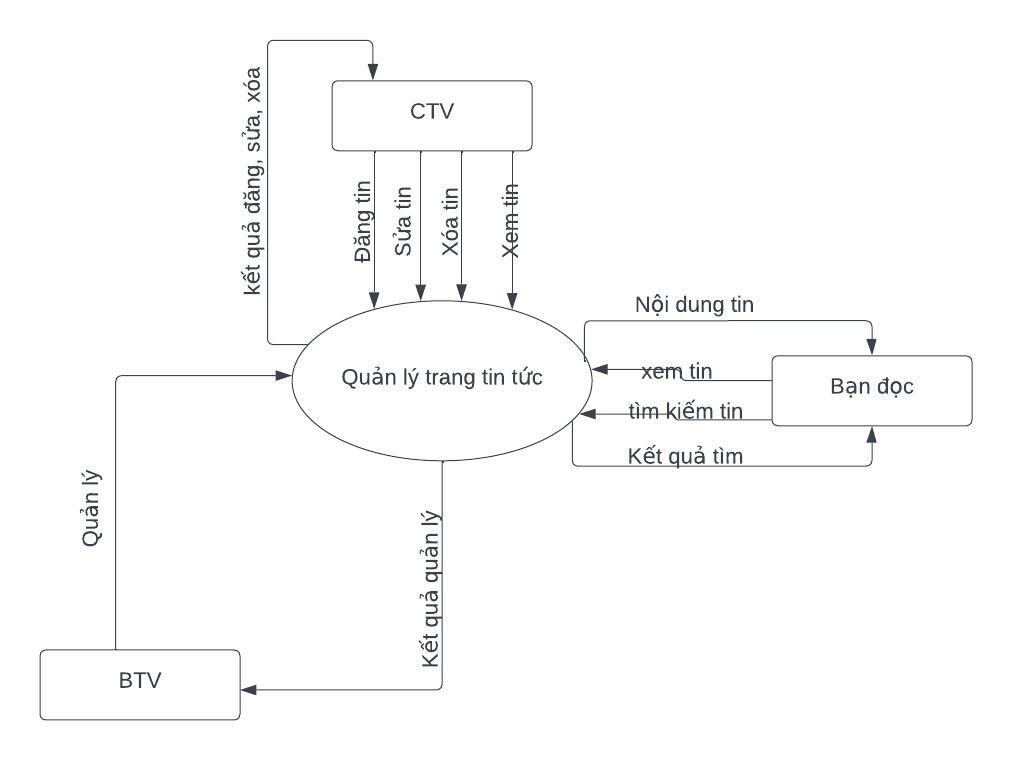 CTV
kết quả đăng, sửa, xóa
Đăng tin
Sửa tin
Xóa tin
Xem tin
Nội dung tin
Quản lý trang tin tức
xem tin
Bạn đọc
tìm kiếm tin
Kết quả tìm
Quản lý
Kết quả quản lý
BTV